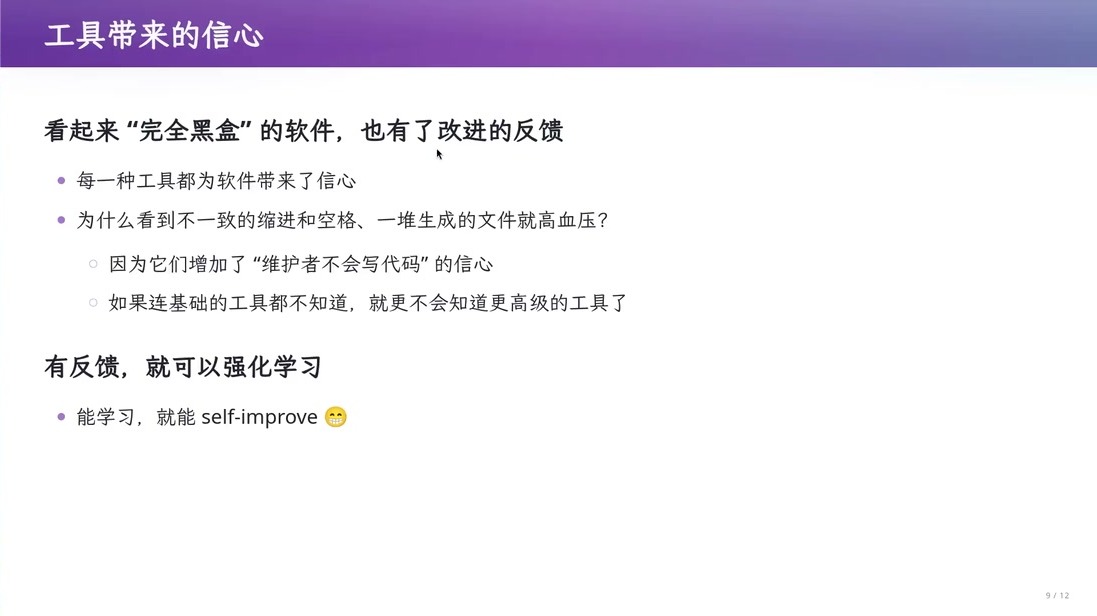 工具带来的信心
看起来 “完全黑盒” 的软件，也有了改进的反馈
每一种工具都为软件带来了信心
为什么看到不一致的缩进和空格、一堆生成的文件就高血压？
因为它们增加了 “维护者不会写代码” 的信心
如果连基础的工具都不知道，就更不会知道更高级的工具了
有反馈，就可以强化学习
能学习，就能 self-improve 😁
9 / 12